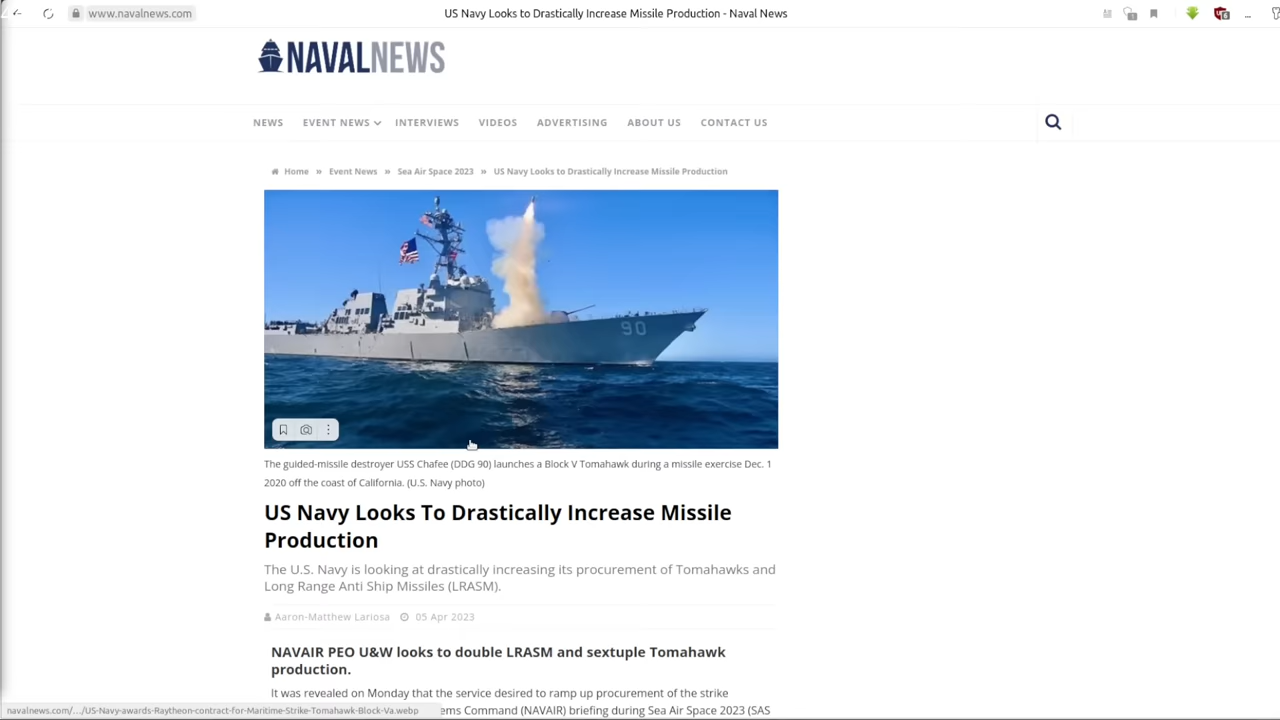 www.navalnews.com
US Navy Looks to Drastically Increase Missile Production - Naval News
6
NAVALNEWS
NEWS
EVENT NEWS
INTERVIEWS
VIDEOS
ADVERTISING
ABOUT US
CONTACT US
Home » Event News » Sea Air Space 2023 » US Navy Looks to Drastically Increase Missile Production
90
The guided-missile destroyer USS Chafee (DDG 90) launches a Block V Tomahawk during a missile exercise Dec. 1
2020 off the coast of California. (U.S. Navy photo)
US Navy Looks To Drastically Increase Missile
Production
The U.S. Navy is looking at drastically increasing its procurement of Tomahawks and
Long Range Anti Ship Missiles (LRASM).
Aaron-Matthew Lariosa 05 Apr 2023
NAVAIR PEO U&W looks to double LRASM and sextuple Tomahawk
production.
It was revealed on Monday that the service desired to ramp up procurement of the strike
navalnews.com/.../US-Navy-awards-Raytheon-contract-for-Maritime-Strike-Tomahawk-Block-Va.webp
ems Command (NAVAIR) briefing during Sea Air Space 2023 (SAS